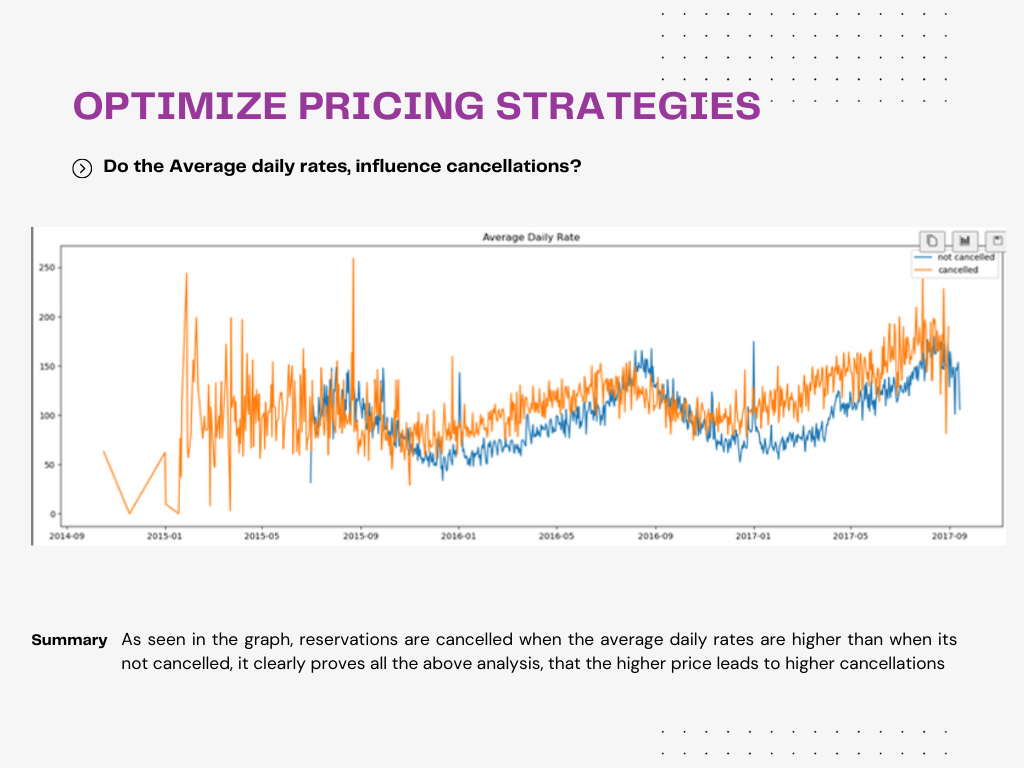 OPTIMIZE PRICING STRATEGIES
Do the Average daily rates, influence cancellations?
Average Daily Rate
not cancelled
cancelled
250
200
150
100
50
0
2014-09 2015-01 2015-05 2015-09 2016-01 2016-05 2016-09 2017-01 2017-05 2017-09
Summary As seen in the graph, reservations are cancelled when the average daily rates are higher than when its
not cancelled, it clearly proves all the above analysis, that the higher price leads to higher cancellations